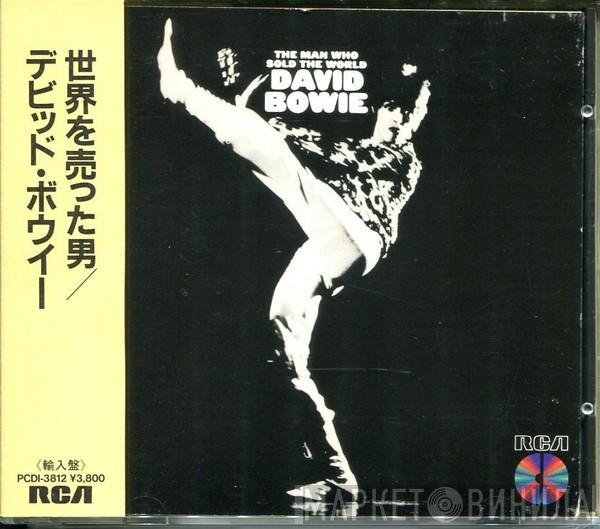 世界を売った男/
デビッド・ボウイー
《輸入盤》
PCDI-3812 ¥3,800
RCA
THE MAN WHO
SOLD THE WORLD
DAVID
BOWIE
RCA
МАРКЕТ ВИНИЛА